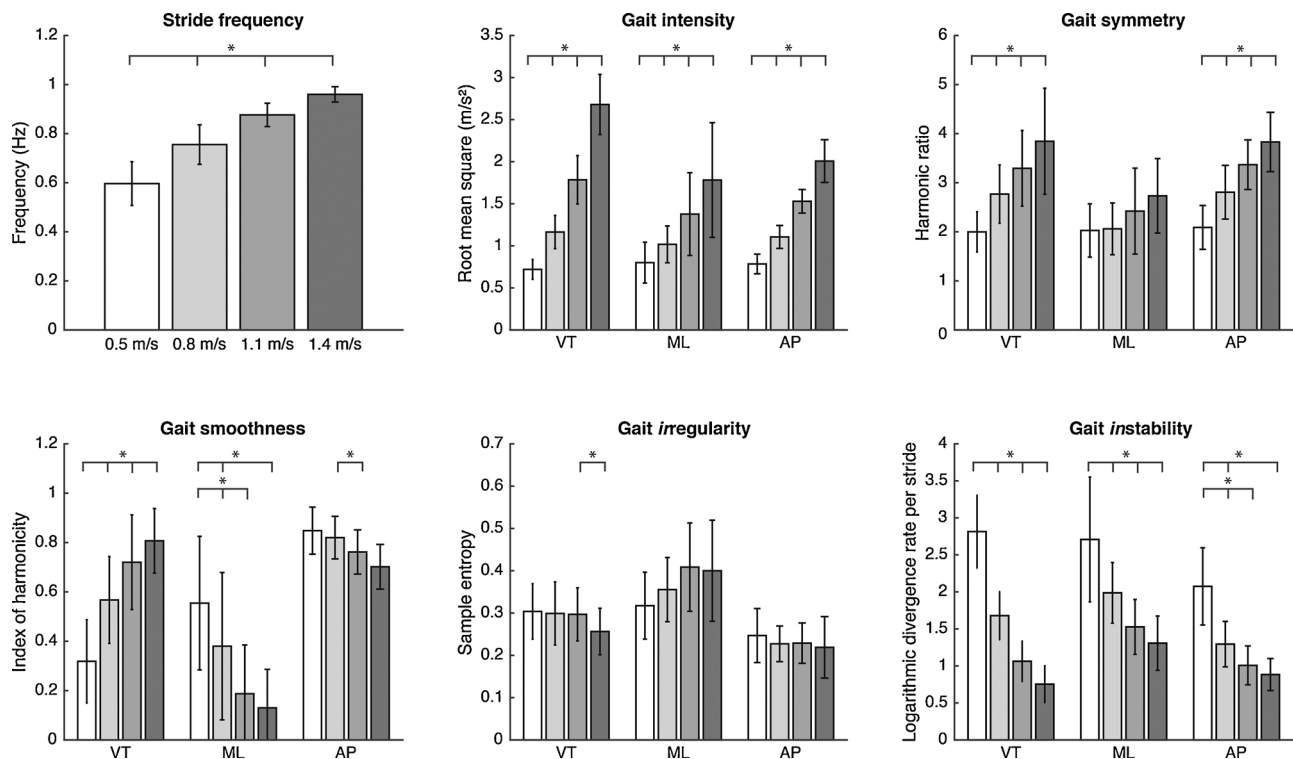 Stride frequency
1.2
1
0.8
0.6
0.4
0.2
0
Frequency (Hz)
*
0.5 m/s 0.8 m/s 1.1 m/s 1.4 m/s
Gait intensity
3.5
3
2.5
2
1.5
1
0.5
0
Root mean square (m/s²)
* * *
VT ML AP
Gait symmetry
6
5
4
3
2
1
0
Harmonic ratio
* *
VT ML AP
Gait smoothness
1.2
1
0.8
0.6
0.4
0.2
0
Index of harmonicity
* * *
*
VT ML AP
Gait irregularity
0.7
0.6
0.5
0.4
0.3
0.2
0.1
0
Sample entropy
*
VT ML AP
Gait instability
4
3.5
3
2.5
2
1.5
1
0.5
0
Logarithmic divergence rate per stride
* * *
*
VT ML AP